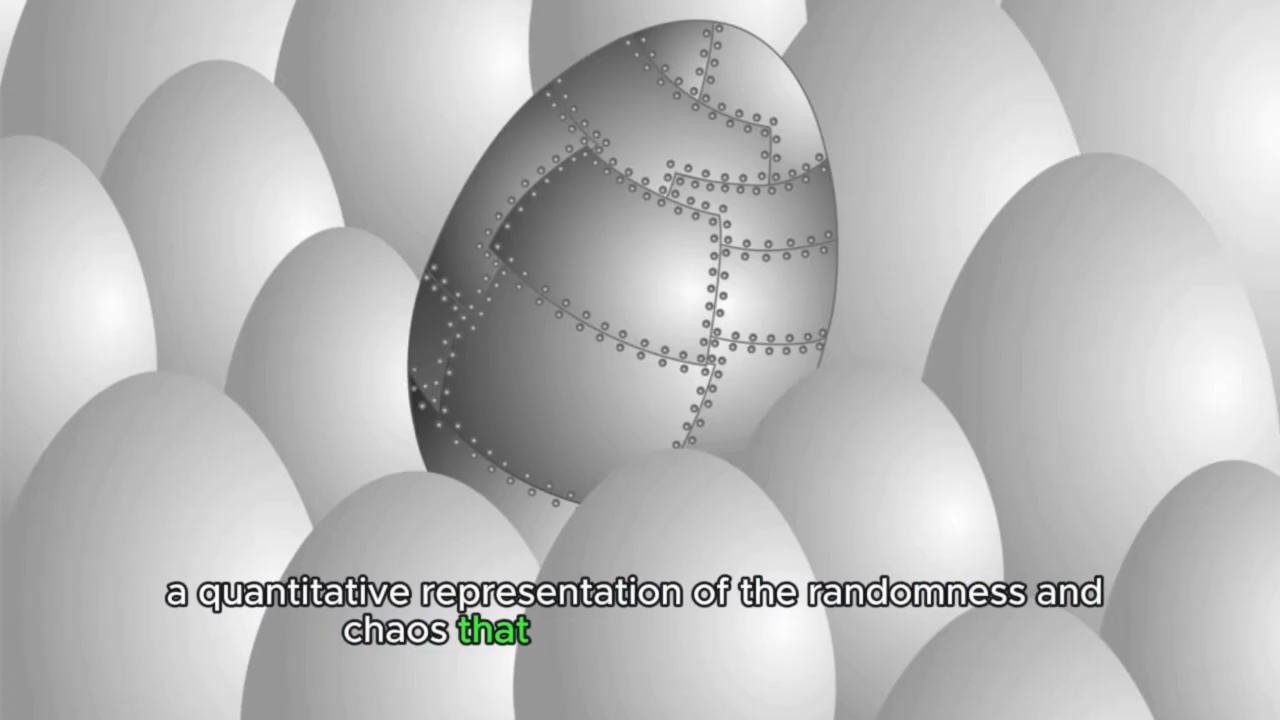 a quantitative representation of the randomness and
chaos that